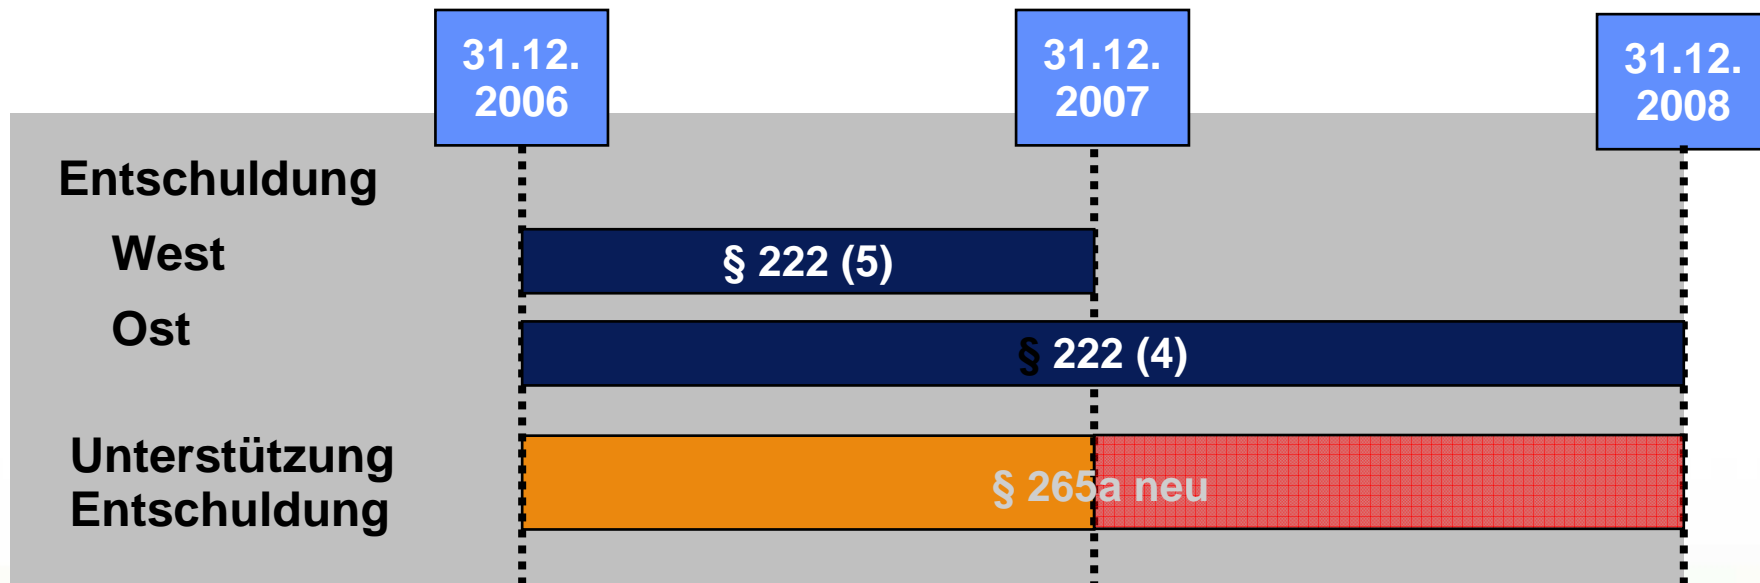 31.12.
2006
31.12.
2007
31.12.
2008
Entschuldung
West
§ 222 (5)
Ost
§ 222 (4)
Unterstützung
Entschuldung
§ 265a neu